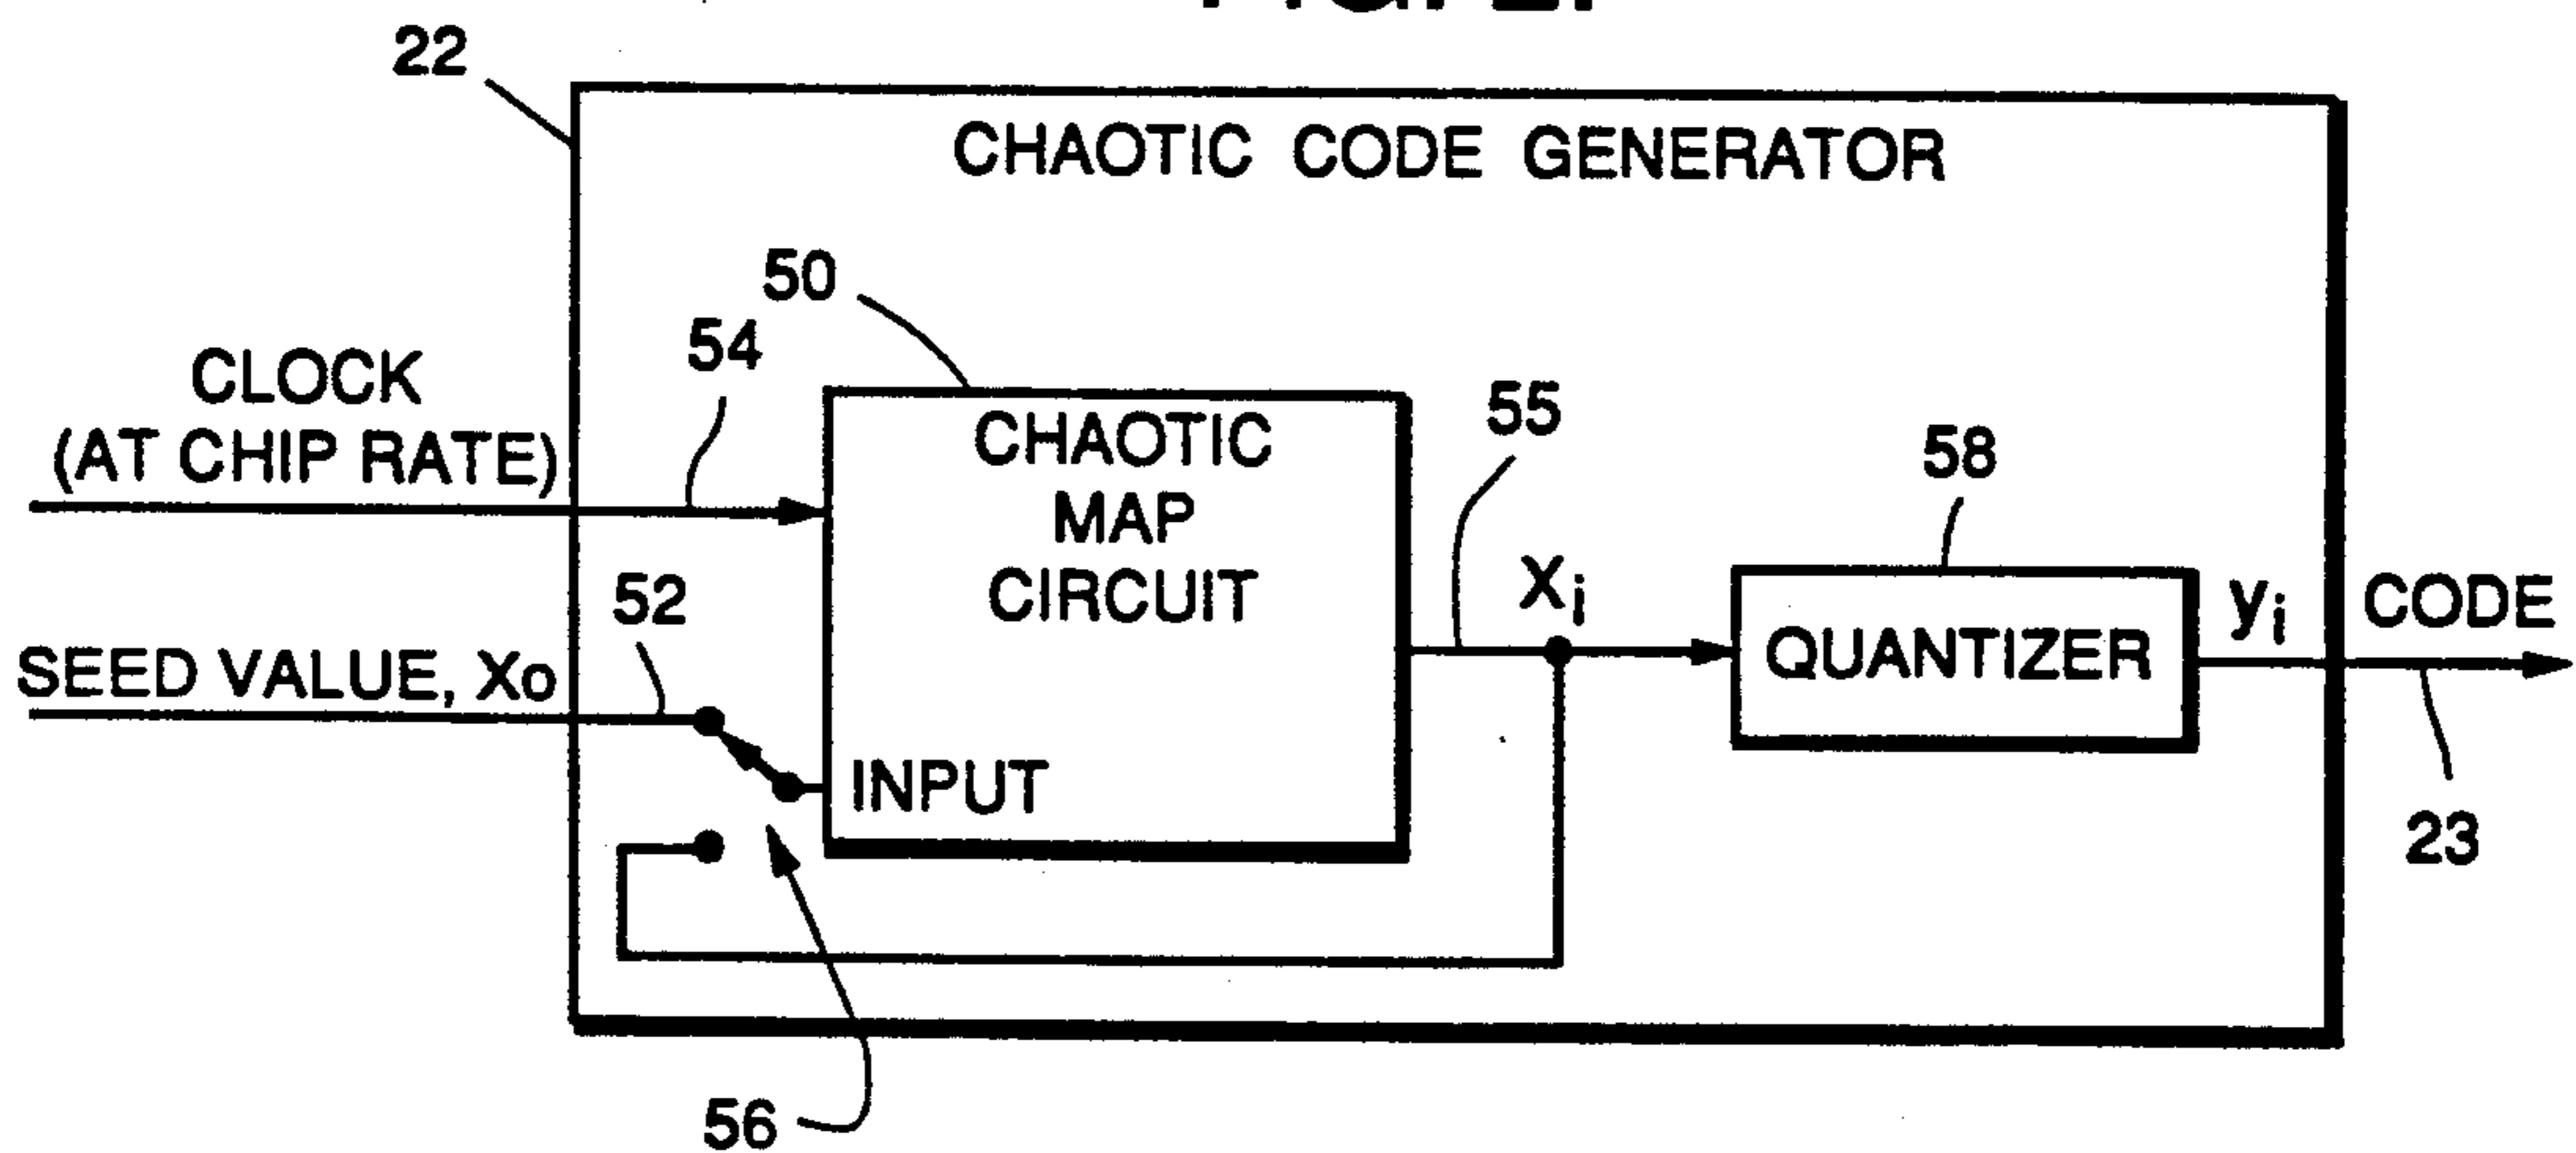 22
CHAOTIC CODE GENERATOR
50
54
CLOCK
(AT CHIP RATE)
CHAOTIC
MAP
CIRCUIT
55
58
52
SEED VALUE, Xo
Xi
QUANTIZER
yi
CODE
INPUT
23
56